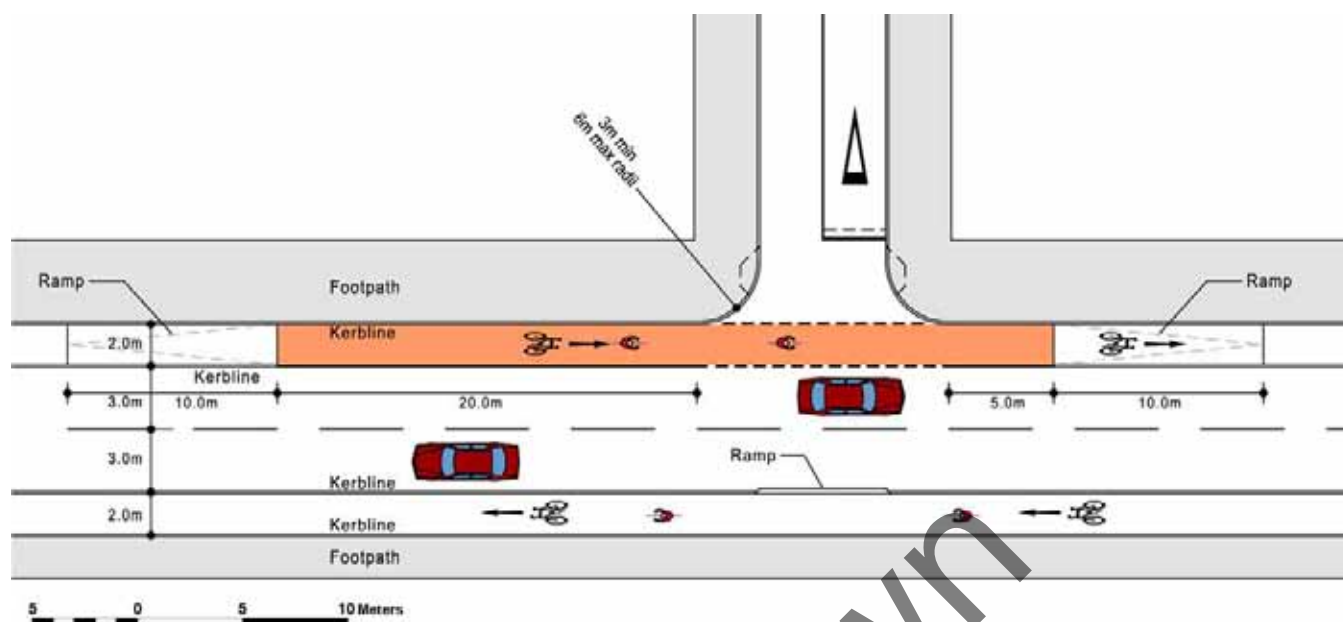 3m min
6m max radii
Ramp
Footpath
Ramp
2.0m
Kerbline
Kerbline
3.0m
10.0m
20.0m
5.0m
10.0m
3.0m
Ramp
Kerbline
2.0m
Kerbline
Footpath
5 0 5 10 Meters